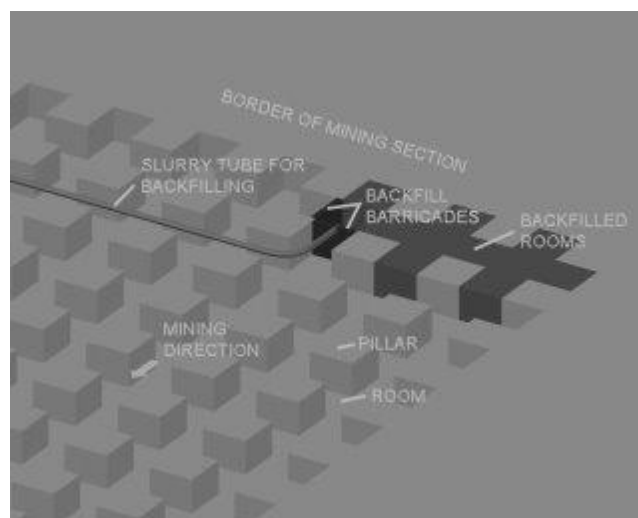 BORDER OF MINING SECTION
SLURRY TUBE FOR
BACKFILLING
BACKFILL
BARRICADES
BACKFILLED
ROOMS
MINING
DIRECTION
PILLAR
ROOM